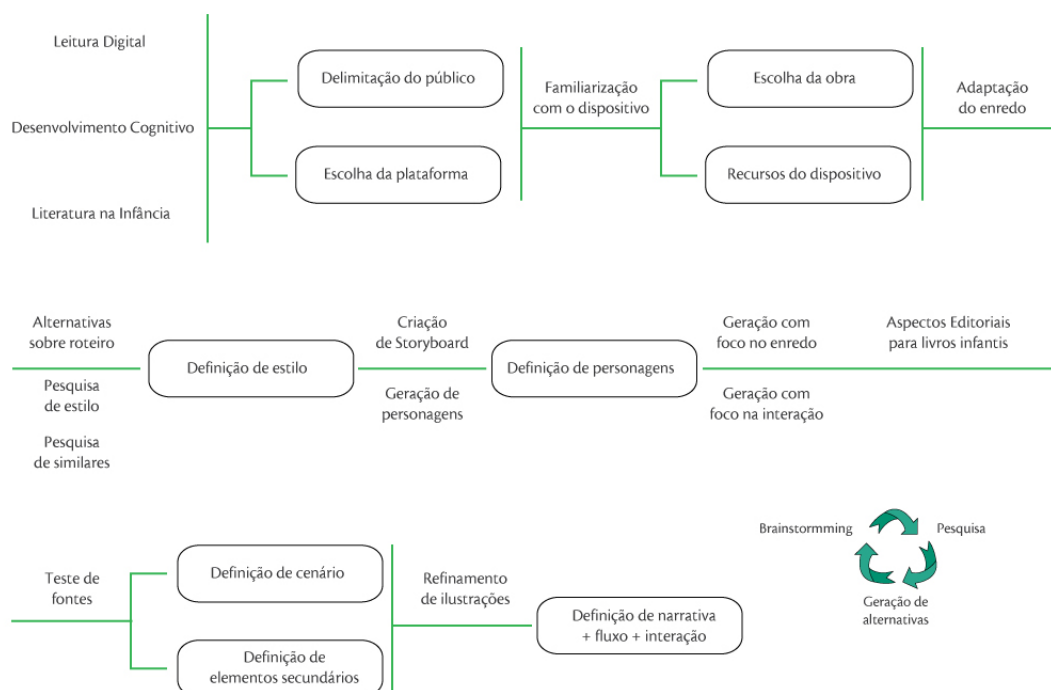 Leitura Digital
Desenvolvimento Cognitivo
Literatura na Infância
Delimitação do público
Escolha da plataforma
Familiarização
com o dispositivo
Escolha da obra
Recursos do dispositivo
Adaptação
do enredo
Alternativas
sobre roteiro
Pesquisa
de estilo
Pesquisa
de similares
Definição de estilo
Criação
de Storyboard
Geração de
personagens
Definição de personagens
Geração com
foco no enredo
Geração com
foco na interação
Aspectos Editoriais
para livros infantis
Teste de
fontes
Definição de cenário
Definição de
elementos secundários
Refinamento
de ilustrações
Definição de narrativa
+ fluxo + interação
Brainstormming
Pesquisa
Geração de
alternativas